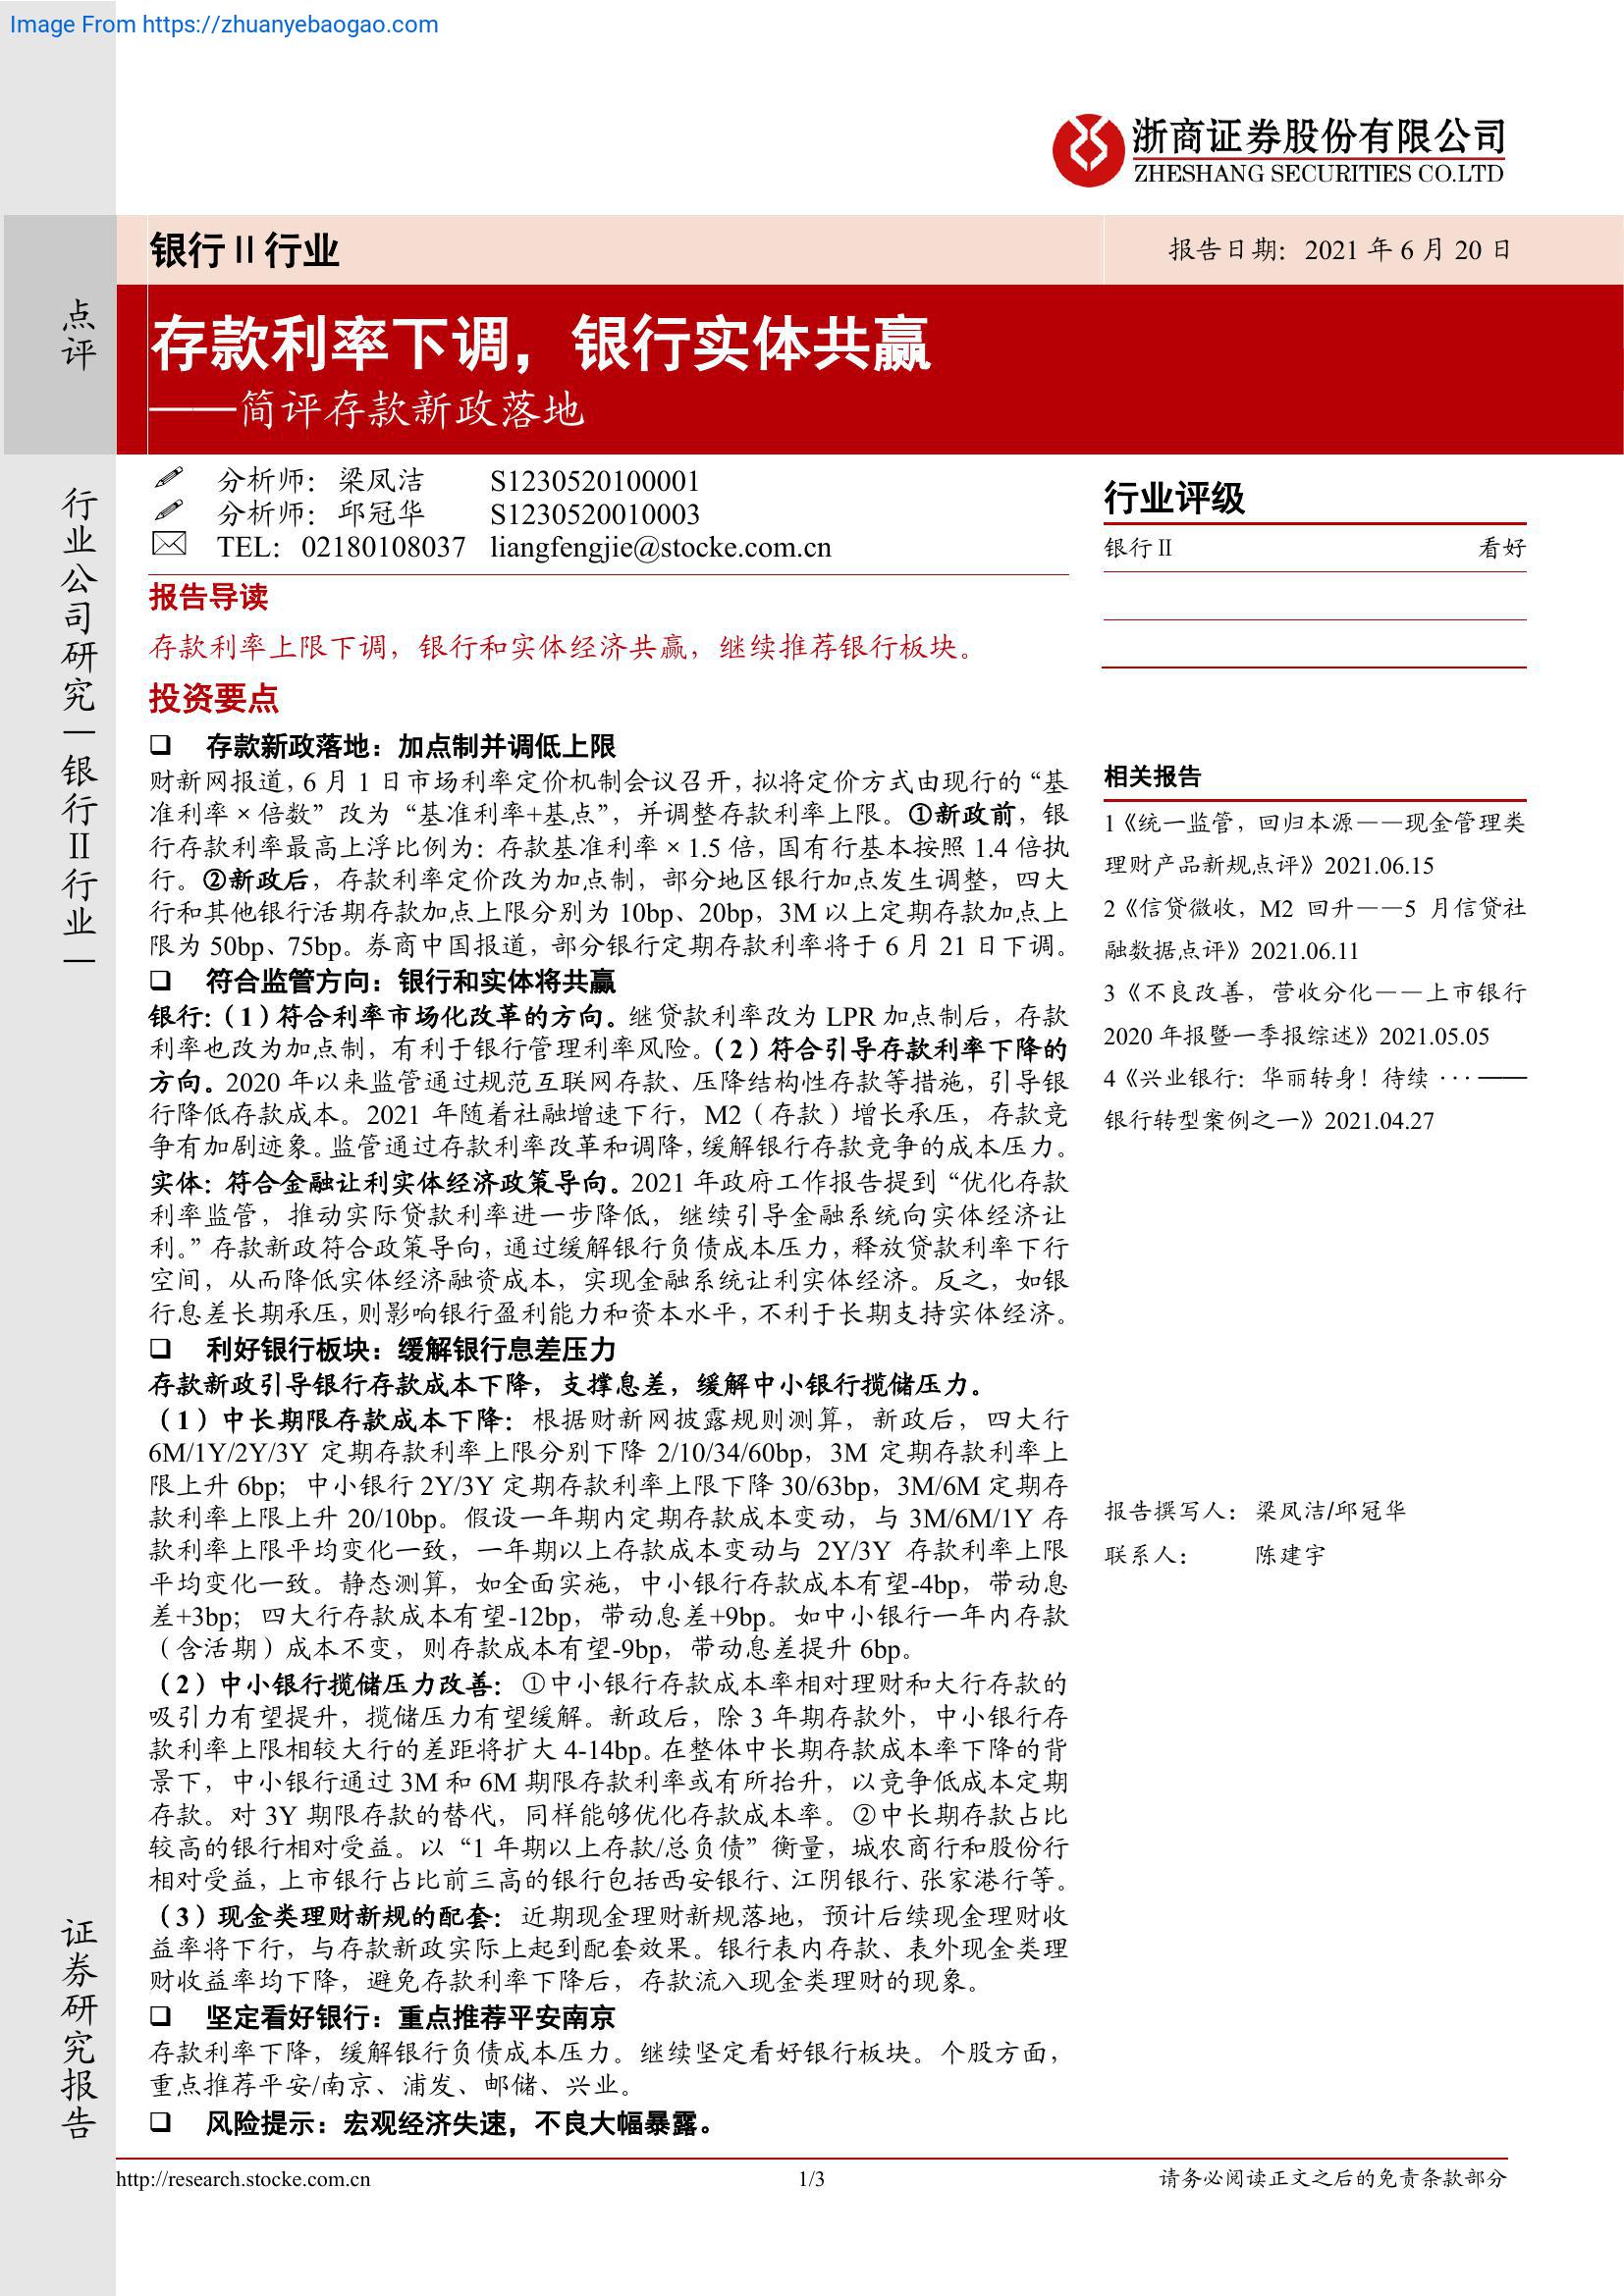 Image From https://zhuanyebaogao.com
浙商证券股份有限公司
ZHESHANG SECURITIES CO.LTD
银行Ⅱ行业
报告日期：2021 年 6 月 20 日
点评
存款利率下调，银行实体共赢
——简评存款新政落地
行业公司研究｜银行Ⅱ行业｜
分析师：梁凤洁 S1230520100001
分析师：邱冠华 S1230520010003
TEL：02180108037 liangfengjie@stocke.com.cn
报告导读
存款利率上限下调，银行和实体经济共赢，继续推荐银行板块。
投资要点
❑ 存款新政落地：加点制并调低上限
财新网报道，6 月 1 日市场利率定价机制会议召开，拟将定价方式由现行的“基
准利率×倍数”改为“基准利率+基点”，并调整存款利率上限。①新政前，银
行存款利率最高上浮比例为：存款基准利率×1.5 倍，国有行基本按照 1.4 倍执
行。②新政后，存款利率定价改为加点制，部分地区银行加点发生调整，四大
行和其他银行活期存款加点上限分别为 10bp、20bp，3M 以上定期存款加点上
限为 50bp、75bp。券商中国报道，部分银行定期存款利率将于 6 月 21 日下调。
❑ 符合监管方向：银行和实体将共赢
银行：（1）符合利率市场化改革的方向。继贷款利率改为 LPR 加点制后，存款
利率也改为加点制，有利于银行管理利率风险。（2）符合引导存款利率下降的
方向。2020 年以来监管通过规范互联网存款、压降结构性存款等措施，引导银
行降低存款成本。2021 年随着社融增速下行，M2（存款）增长承压，存款竞
争有加剧迹象。监管通过存款利率改革和调降，缓解银行存款竞争的成本压力。
实体：符合金融让利实体经济政策导向。2021 年政府工作报告提到“优化存款
利率监管，推动实际贷款利率进一步降低，继续引导金融系统向实体经济让
利。”存款新政符合政策导向，通过缓解银行负债成本压力，释放贷款利率下行
空间，从而降低实体经济融资成本，实现金融系统让利实体经济。反之，如银
行息差长期承压，则影响银行盈利能力和资本水平，不利于长期支持实体经济。
❑ 利好银行板块：缓解银行息差压力
存款新政引导银行存款成本下降，支撑息差，缓解中小银行揽储压力。
（1）中长期限存款成本下降：根据财新网披露规则测算，新政后，四大行
6M/1Y/2Y/3Y 定期存款利率上限分别下降 2/10/34/60bp，3M 定期存款利率上
限上升 6bp；中小银行 2Y/3Y 定期存款利率上限下降 30/63bp，3M/6M 定期存
款利率上限上升 20/10bp。假设一年期内定期存款成本变动，与 3M/6M/1Y 存
款利率上限平均变化一致，一年期以上存款成本变动与 2Y/3Y 存款利率上限
平均变化一致。静态测算，如全面实施，中小银行存款成本有望-4bp，带动息
差+3bp；四大行存款成本有望-12bp，带动息差+9bp。如中小银行一年内存款
（含活期）成本不变，则存款成本有望-9bp，带动息差提升 6bp。
（2）中小银行揽储压力改善：①中小银行存款成本率相对理财和大行存款的
吸引力有望提升，揽储压力有望缓解。新政后，除 3 年期存款外，中小银行存
款利率上限相较大行的差距将扩大 4-14bp。在整体中长期存款成本率下降的背
景下，中小银行通过 3M 和 6M 期限存款利率或有所抬升，以竞争低成本定期
存款。对 3Y 期限存款的替代，同样能够优化存款成本率。②中长期存款占比
较高的银行相对受益。以“1 年期以上存款/总负债”衡量，城农商行和股份行
相对受益，上市银行占比前三高的银行包括西安银行、江阴银行、张家港行等。
（3）现金类理财新规的配套：近期现金理财新规落地，预计后续现金理财收
益率将下行，与存款新政实际上起到配套效果。银行表内存款、表外现金类理
财收益率均下降，避免存款利率下降后，存款流入现金类理财的现象。
❑ 坚定看好银行：重点推荐平安南京
存款利率下降，缓解银行负债成本压力。继续坚定看好银行板块。个股方面，
重点推荐平安/南京、浦发、邮储、兴业。
❑ 风险提示：宏观经济失速，不良大幅暴露。
行业评级
银行Ⅱ 看好
相关报告
1《统一监管，回归本源——现金管理类
理财产品新规点评》2021.06.15
2《信贷微收，M2 回升——5 月信贷社
融数据点评》2021.06.11
3《不良改善，营收分化——上市银行
2020 年报暨一季报综述》2021.05.05
4《兴业银行：华丽转身！待续 ···——
银行转型案例之一》2021.04.27
报告撰写人：梁凤洁/邱冠华
联系人：陈建宇
证券研究报告
http://research.stocke.com.cn
1/3
请务必阅读正文之后的免责条款部分